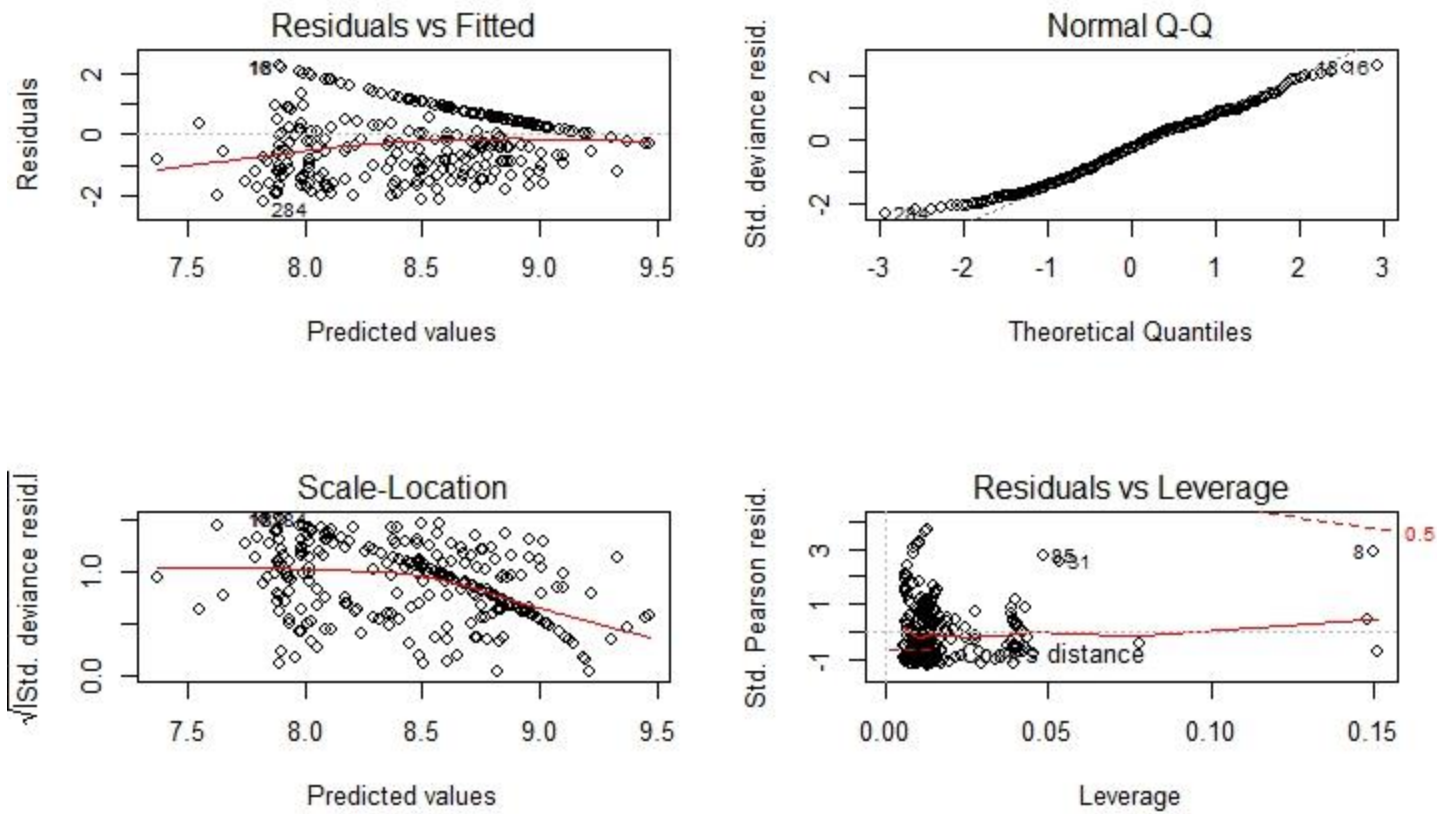 Residuals vs Fitted
Residuals
2
0
-2
16
284
7.5 8.0 8.5 9.0 9.5
Predicted values
Normal Q-Q
Std. deviance resid.
2
0
-2
16
284
-3 -2 -1 0 1 2 3
Theoretical Quantiles
Scale-Location
√|Std. deviance resid.|
1.0
0.0
7.5 8.0 8.5 9.0 9.5
Predicted values
Residuals vs Leverage
Std. Pearson resid.
3
1
-1
85
31
8
0.5
distance
0.00 0.05 0.10 0.15
Leverage